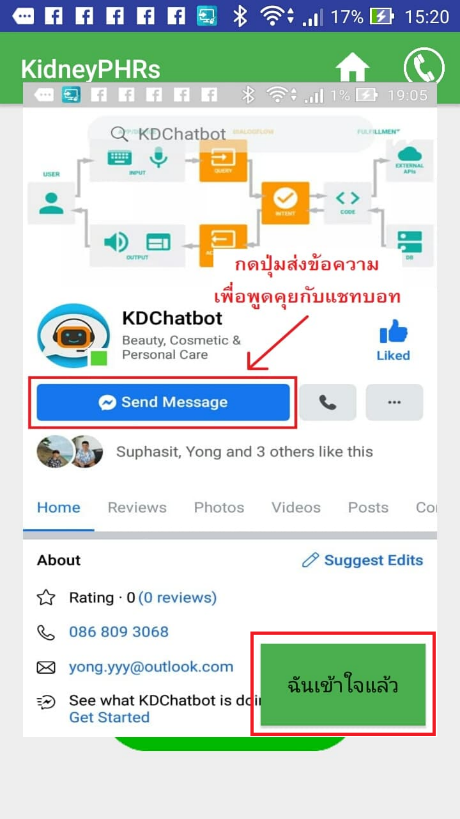 17% 15:20
KidneyPHRs
1% 19:05
KDChatbot
DIALOGFLOW
FULFILLMENT
USER
INPUT
QUERY
INTENT
CODE
EXTERNAL
APIs
OUTPUT
DB
กดปุ่มส่งข้อความ
เพื่อพูดคุยกับแชทบอท
KDChatbot
Beauty, Cosmetic &
Personal Care
Liked
Send Message
Suphasit, Yong and 3 others like this
Home Reviews Photos Videos Posts
About
Suggest Edits
Rating · 0 (0 reviews)
086 809 3068
yong.yyy@outlook.com
See what KDChatbot is doi
Get Started
ฉันเข้าใจแล้ว